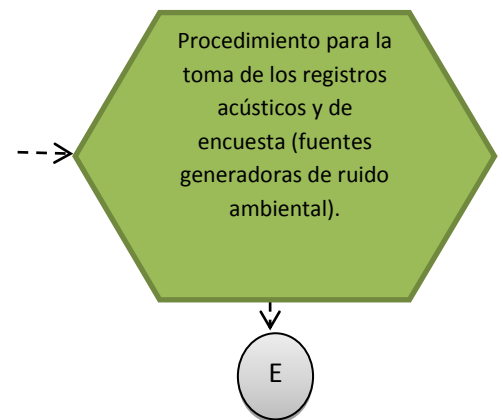 Procedimiento para la
toma de los registros
acústicos y de
encuesta (fuentes
generadoras de ruido
ambiental).
E